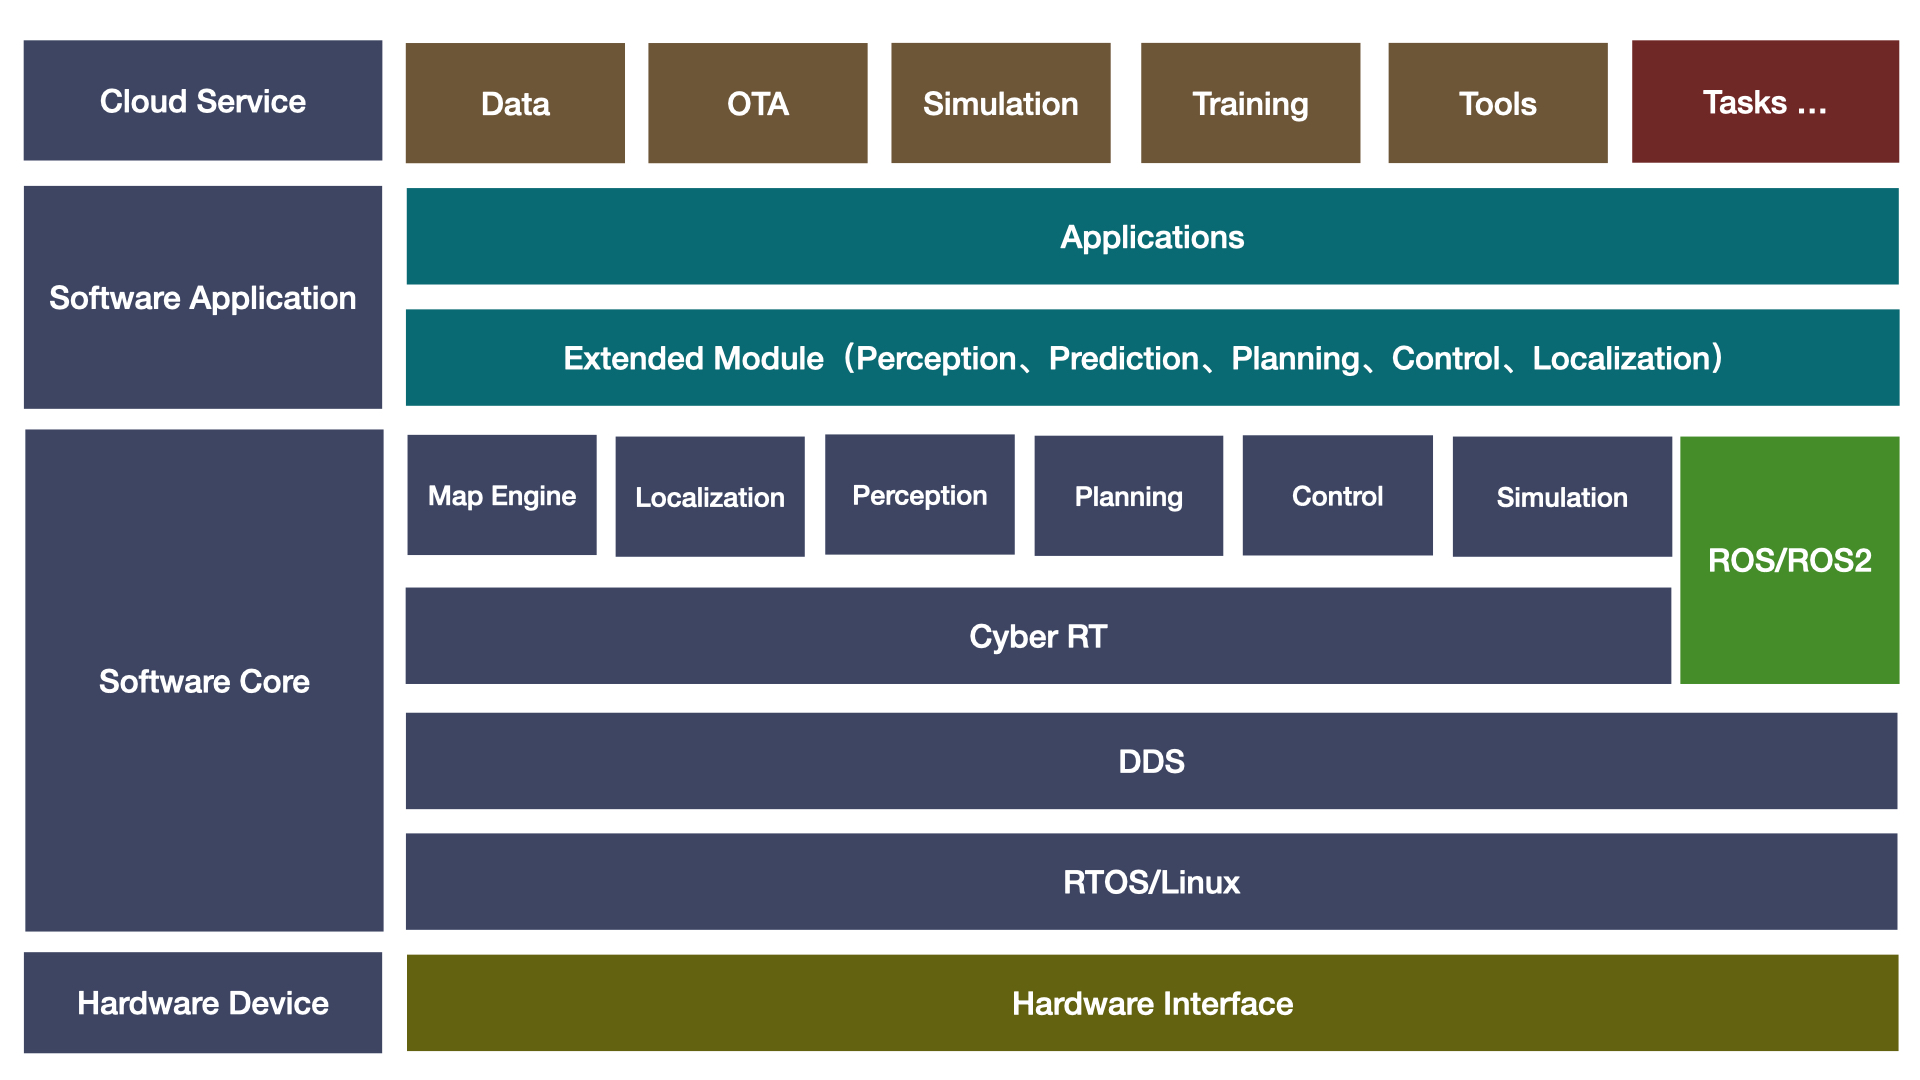 Cloud Service
Data
OTA
Simulation
Training
Tools
Tasks ...
Software Application
Applications
Extended Module（Perception、Prediction、Planning、Control、Localization）
Software Core
Map Engine
Localization
Perception
Planning
Control
Simulation
ROS/ROS2
Cyber RT
DDS
RTOS/Linux
Hardware Device
Hardware Interface